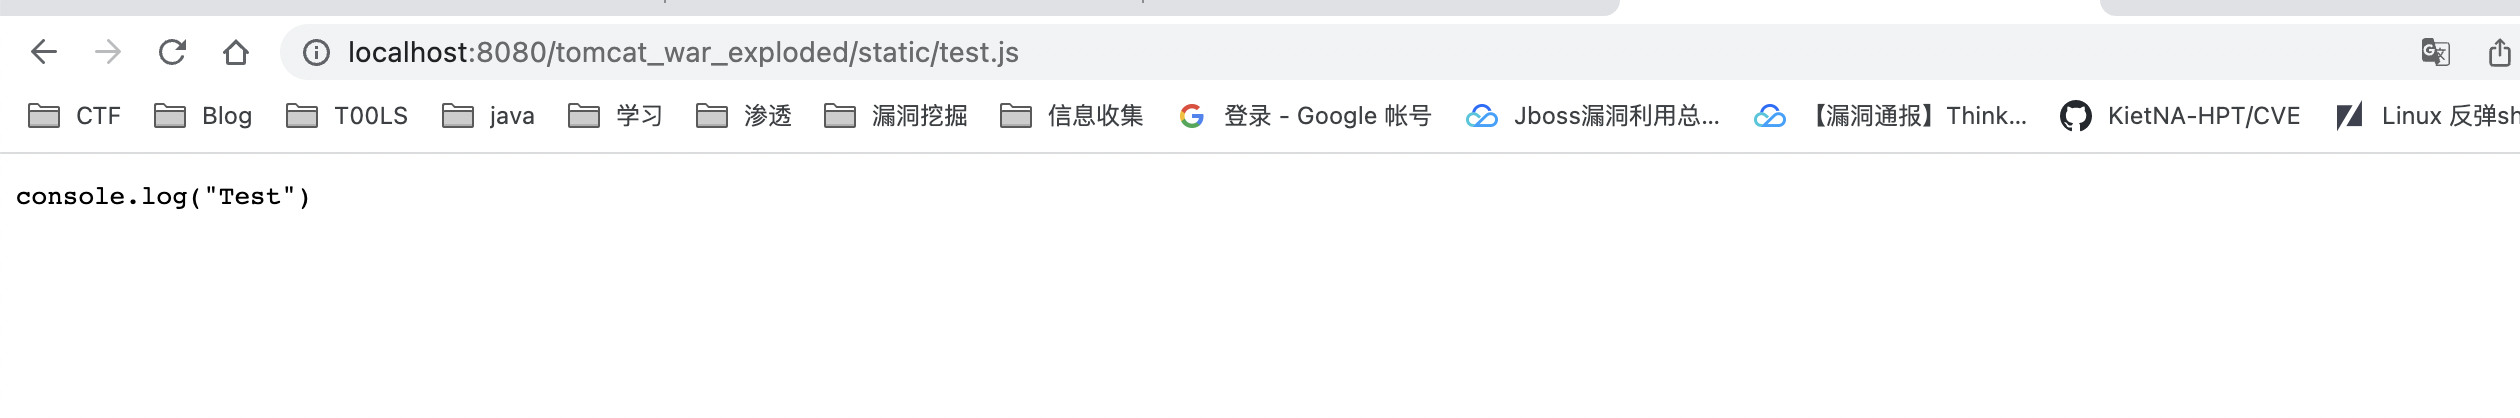 localhost:8080/tomcat_war_exploded/static/test.js
CTF Blog T00LS java 学习 渗透 漏洞挖掘 信息收集 登录 - Google 帐号 Jboss漏洞利用总... 【漏洞通报】Think... KietNA-HPT/CVE Linux 反弹sh
console.log("Test")